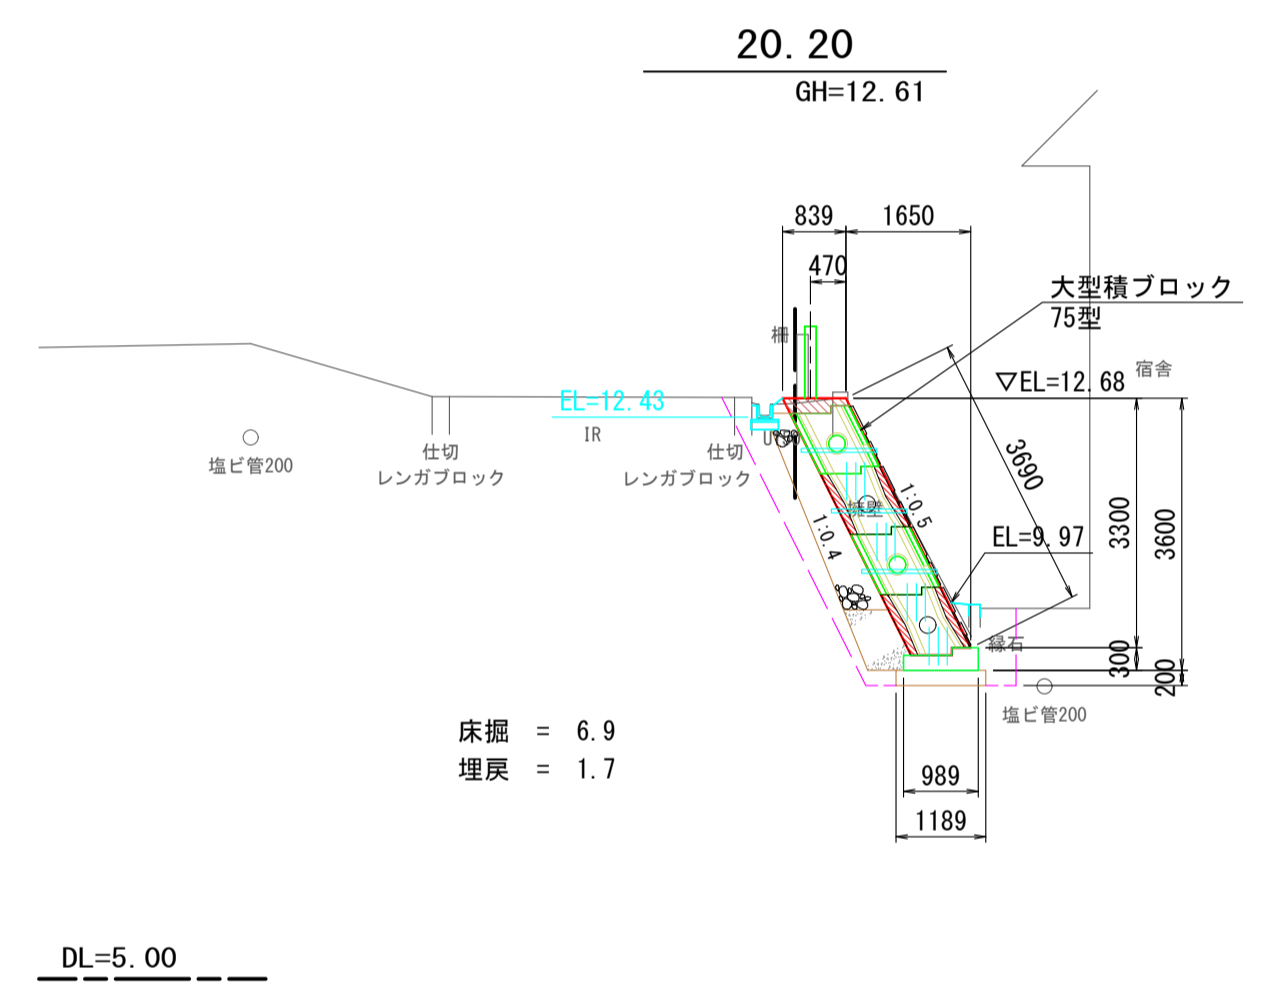 20.20
GH=12.61
839
1650
470
大型積ブロック
75型
柵
宿舎
▽EL=12.68
EL=12.43
IR
仕切
レンガブロック
仕切
レンガブロック
塩ビ管200
擁壁
1:0.5
1:0.4
3690
EL=9.97
3300
3600
縁石
300
200
塩ビ管200
床掘 = 6.9
埋戻 = 1.7
989
1189
DL=5.00